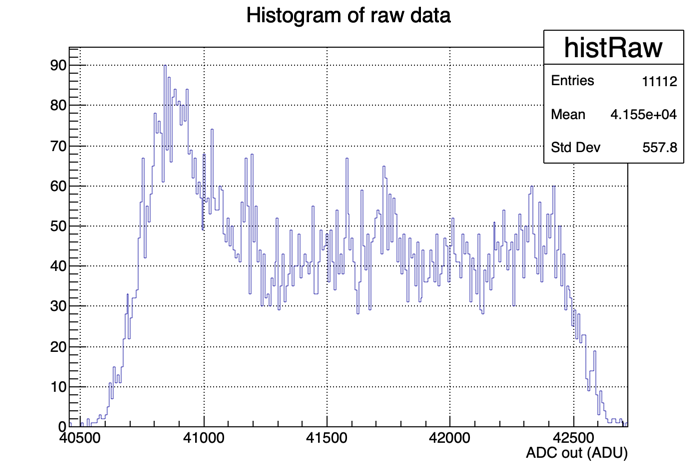 Histogram of raw data
histRaw
Entries 11112
Mean 4.155e+04
Std Dev 557.8
90
80
70
60
50
40
30
20
10
0
40500 41000 41500 42000 42500
ADC out (ADU)